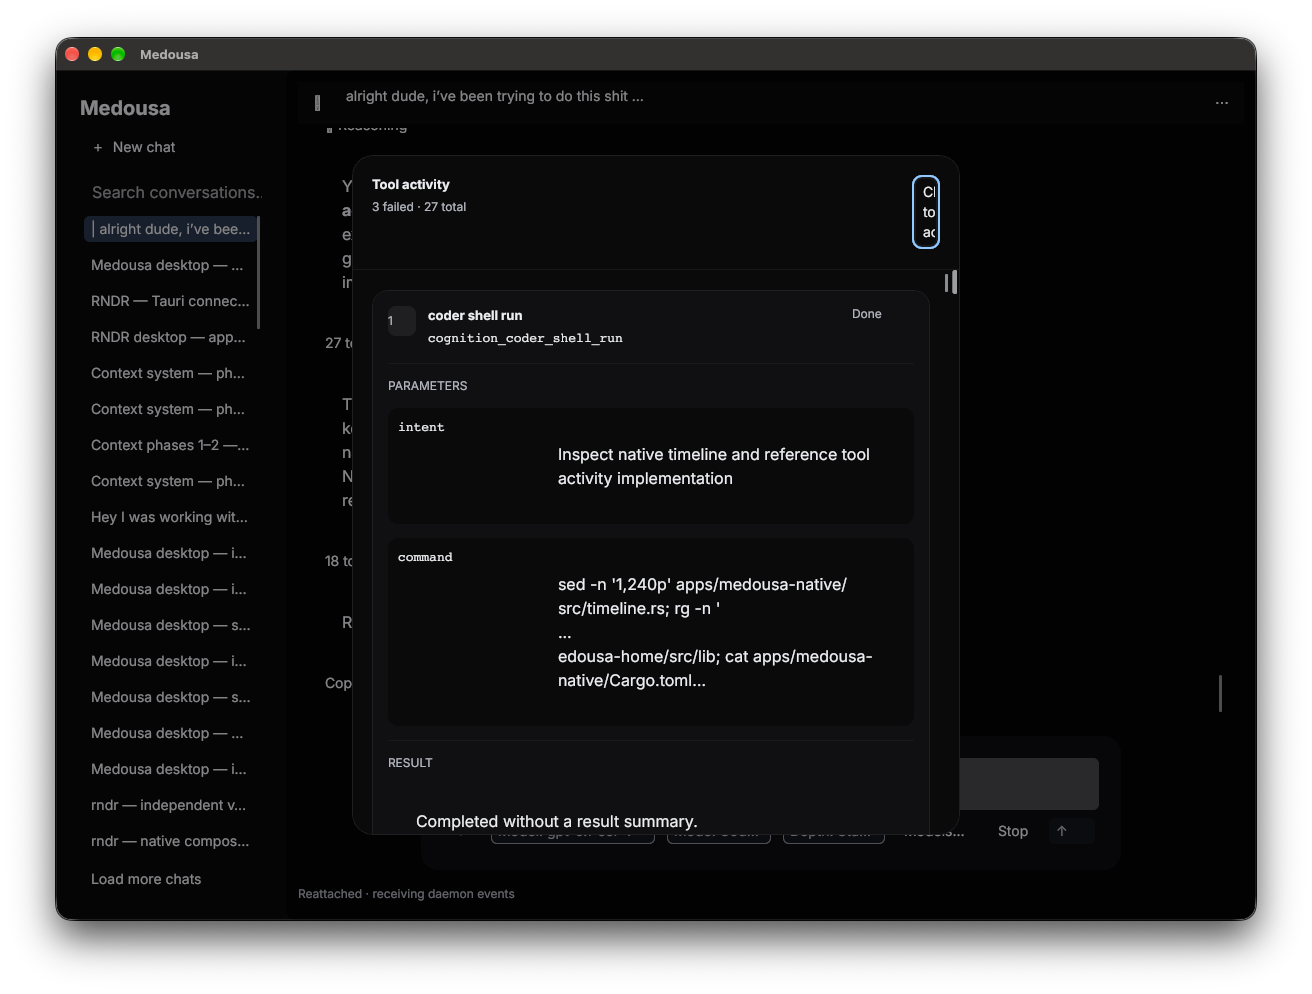 Medousa
Medousa
+ New chat
Search conversations..
alright dude, i've bee...
Medousa desktop — ...
RNDR — Tauri connec...
RNDR desktop — app...
Context system — ph...
Context system — ph...
Context phases 1–2 —...
Context system — ph...
Hey I was working wit...
Medousa desktop — i...
Medousa desktop — i...
Medousa desktop — s...
Medousa desktop — i...
Medousa desktop — s...
Medousa desktop — ...
Medousa desktop — i...
rndr — independent v...
rndr — native compos...
Load more chats
alright dude, i've been trying to do this shit ...
...
Reasoning
27 to
18 to
Cop
Tool activity
3 failed · 27 total
to
1
coder shell run
Done
cognition_coder_shell_run
PARAMETERS
intent
Inspect native timeline and reference tool
activity implementation
command
sed -n '1,240p' apps/medousa-native/
src/timeline.rs; rg -n '
...
edousa-home/src/lib; cat apps/medousa-
native/Cargo.toml...
RESULT
Completed without a result summary.
Stop
Reattached · receiving daemon events